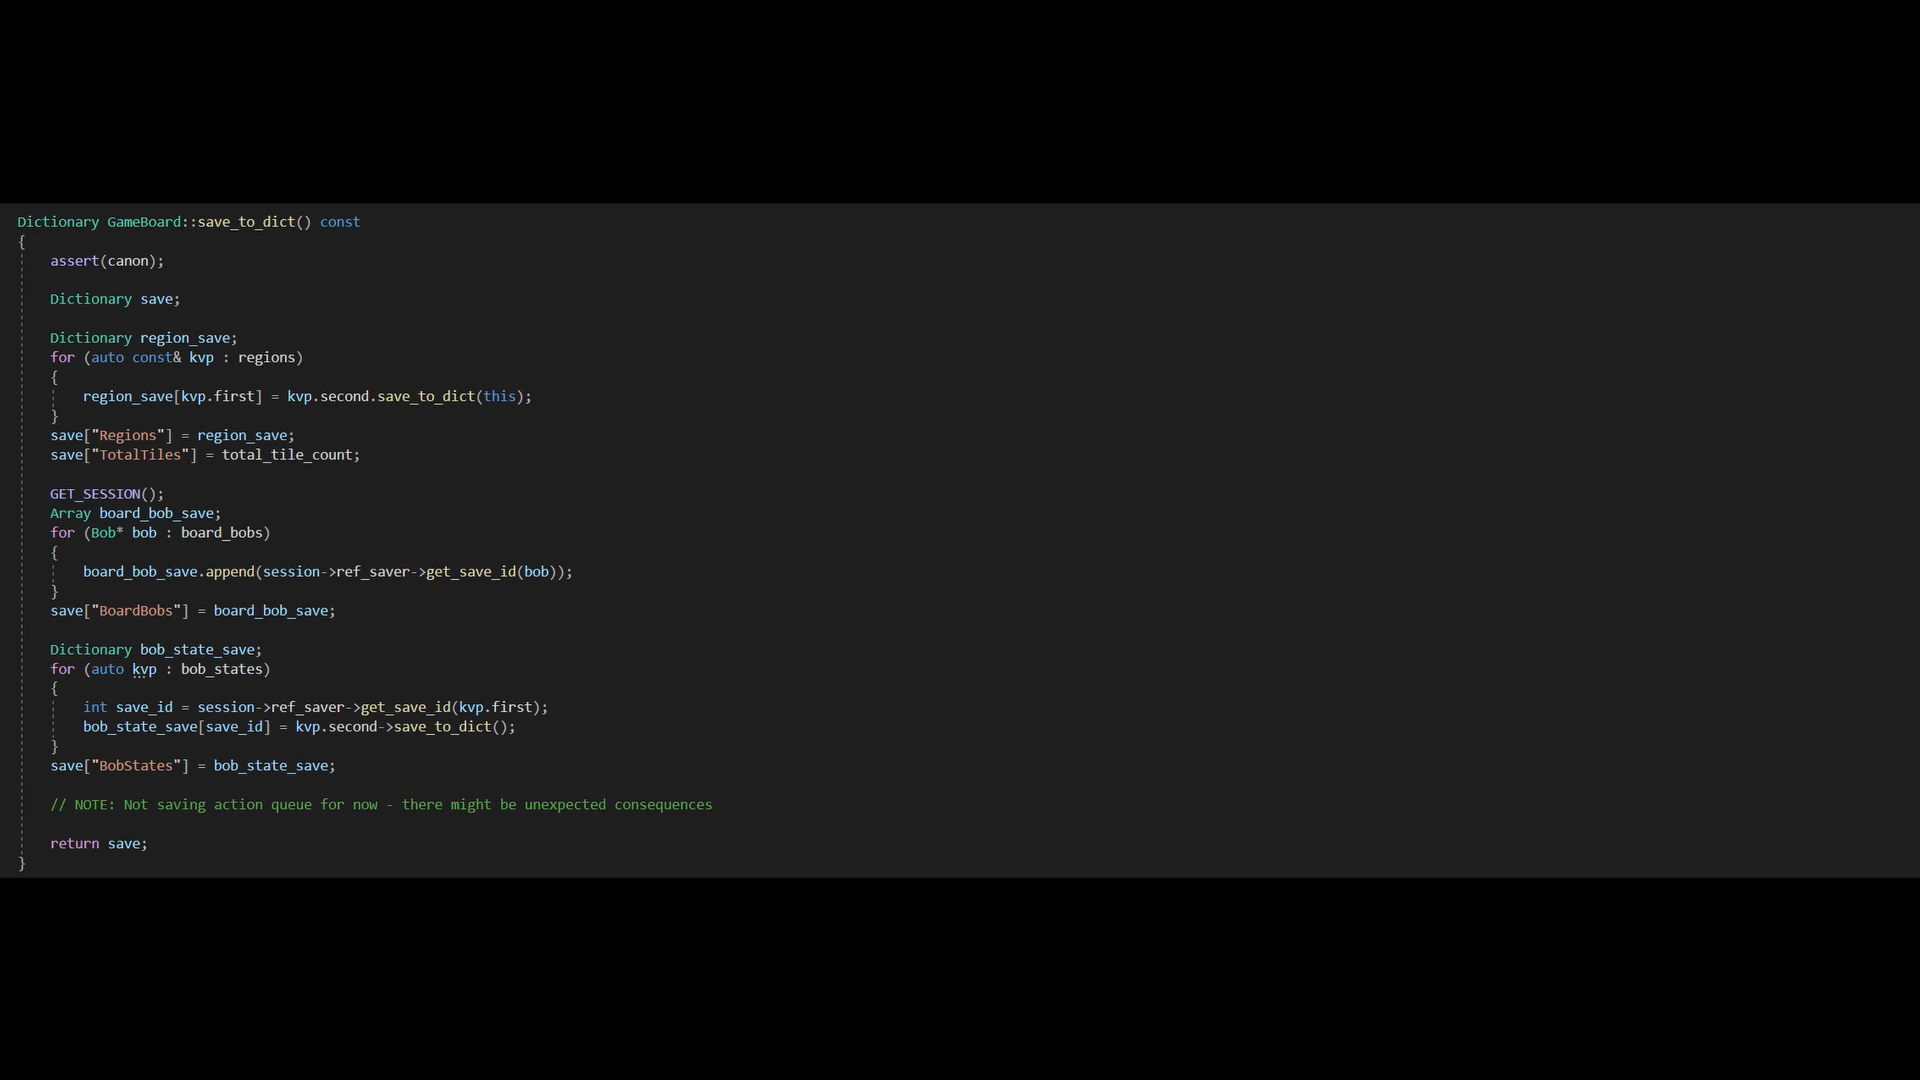 Dictionary GameBoard::save_to_dict() const
{
    assert(canon);

    Dictionary save;

    Dictionary region_save;
    for (auto const& kvp : regions)
    {
        region_save[kvp.first] = kvp.second.save_to_dict(this);
    }
    save["Regions"] = region_save;
    save["TotalTiles"] = total_tile_count;

    GET_SESSION();
    Array board_bob_save;
    for (Bob* bob : board_bobs)
    {
        board_bob_save.append(session->ref_saver->get_save_id(bob));
    }
    save["BoardBobs"] = board_bob_save;

    Dictionary bob_state_save;
    for (auto kvp : bob_states)
    {
        int save_id = session->ref_saver->get_save_id(kvp.first);
        bob_state_save[save_id] = kvp.second->save_to_dict();
    }
    save["BobStates"] = bob_state_save;

    // NOTE: Not saving action queue for now - there might be unexpected consequences

    return save;
}